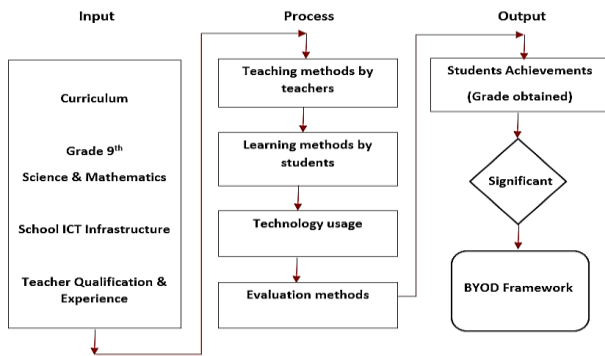 Input
Process
Output
Curriculum
Grade 9th
Science & Mathematics
School ICT Infrastructure
Teacher Qualification &
Experience
Teaching methods by
teachers
Learning methods by
students
Technology usage
Evaluation methods
Students Achievements
(Grade obtained)
Significant
BYOD Framework